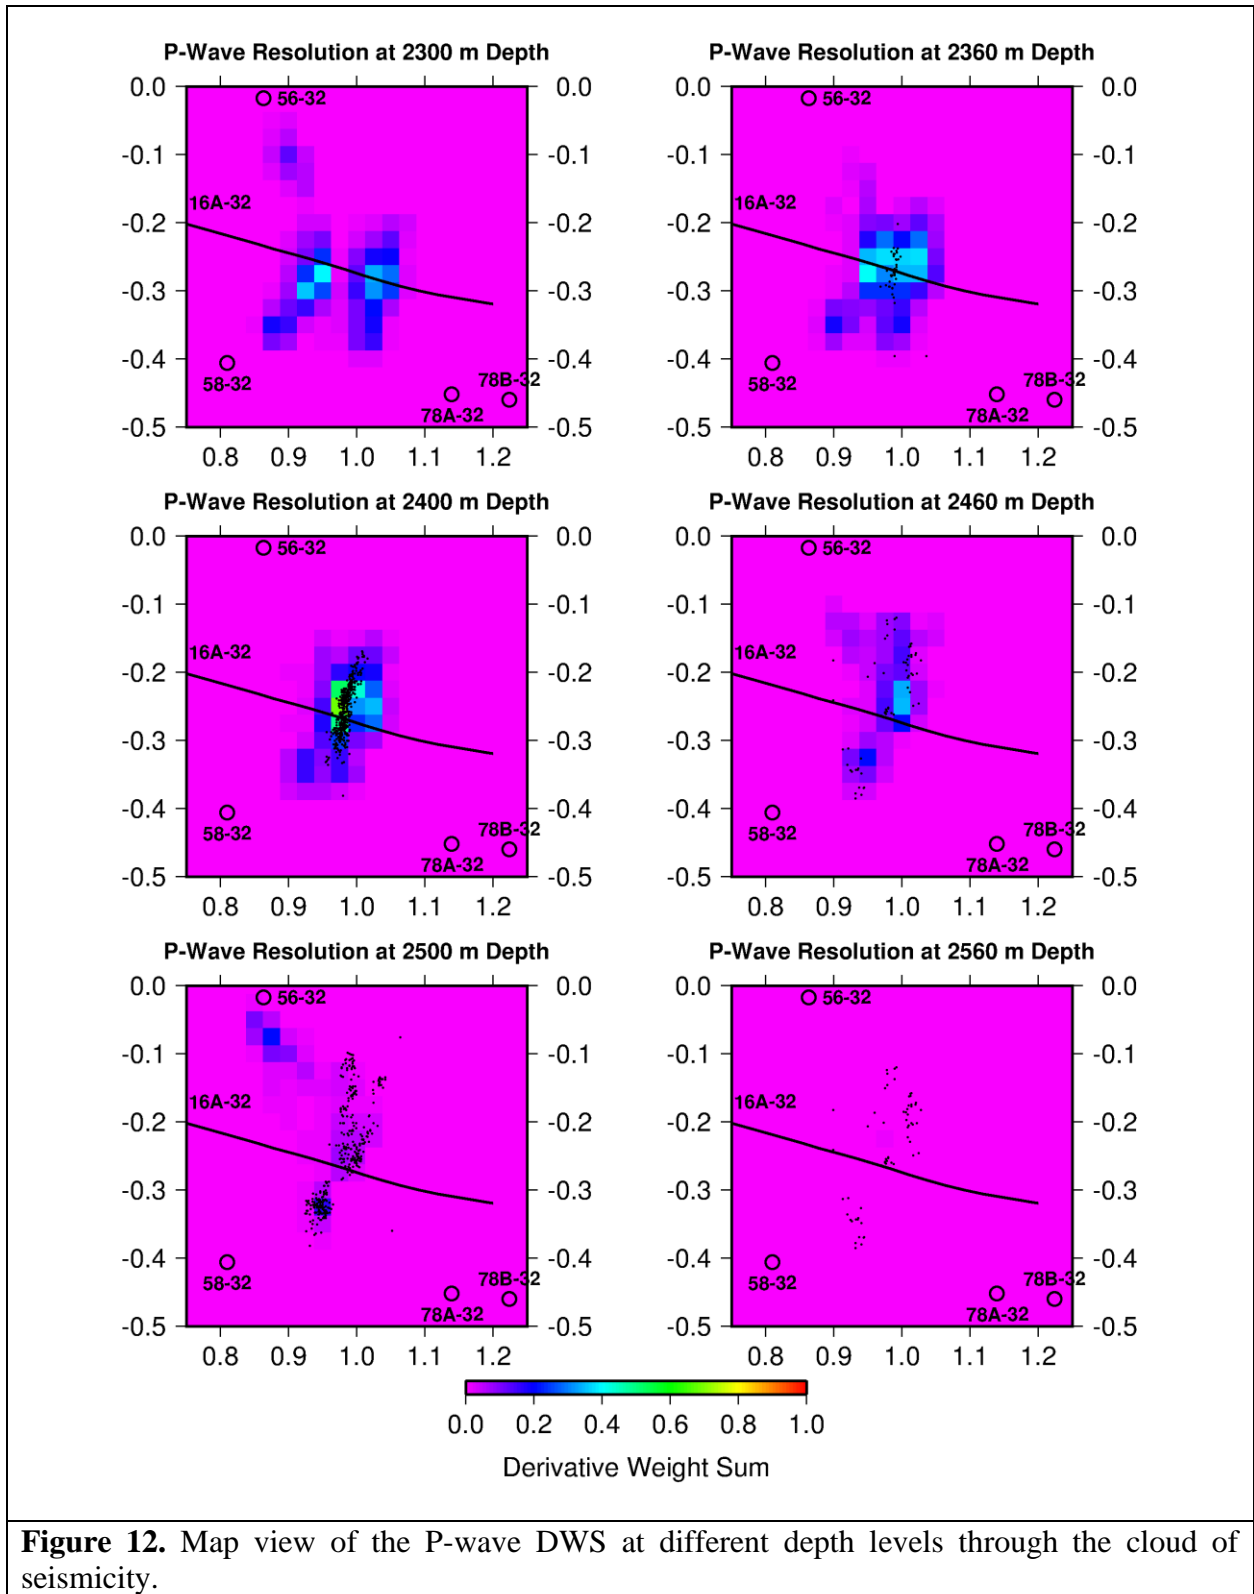 P-Wave Resolution at 2300 m Depth
P-Wave Resolution at 2360 m Depth
0.0
56-32
0.0
0.0
56-32
0.0
-0.1
-0.1
-0.1
-0.1
16A-32
16A-32
-0.2
-0.2
-0.2
-0.2
-0.3
-0.3
-0.3
-0.3
-0.4
-0.4
-0.4
-0.4
58-32
78B-32
58-32
78B-32
78A-32
78A-32
-0.5
-0.5
-0.5
-0.5
0.8 0.9 1.0 1.1 1.2
0.8 0.9 1.0 1.1 1.2
P-Wave Resolution at 2400 m Depth
P-Wave Resolution at 2460 m Depth
0.0
56-32
0.0
0.0
56-32
0.0
-0.1
-0.1
-0.1
-0.1
16A-32
16A-32
-0.2
-0.2
-0.2
-0.2
-0.3
-0.3
-0.3
-0.3
-0.4
-0.4
-0.4
-0.4
58-32
78B-32
58-32
78B-32
78A-32
78A-32
-0.5
-0.5
-0.5
-0.5
0.8 0.9 1.0 1.1 1.2
0.8 0.9 1.0 1.1 1.2
P-Wave Resolution at 2500 m Depth
P-Wave Resolution at 2560 m Depth
0.0
56-32
0.0
0.0
56-32
0.0
-0.1
-0.1
-0.1
-0.1
16A-32
16A-32
-0.2
-0.2
-0.2
-0.2
-0.3
-0.3
-0.3
-0.3
-0.4
-0.4
-0.4
-0.4
58-32
78B-32
58-32
78B-32
78A-32
78A-32
-0.5
-0.5
-0.5
-0.5
0.8 0.9 1.0 1.1 1.2
0.8 0.9 1.0 1.1 1.2
0.0 0.2 0.4 0.6 0.8 1.0
Derivative Weight Sum
Figure 12. Map view of the P-wave DWS at different depth levels through the cloud of
seismicity.